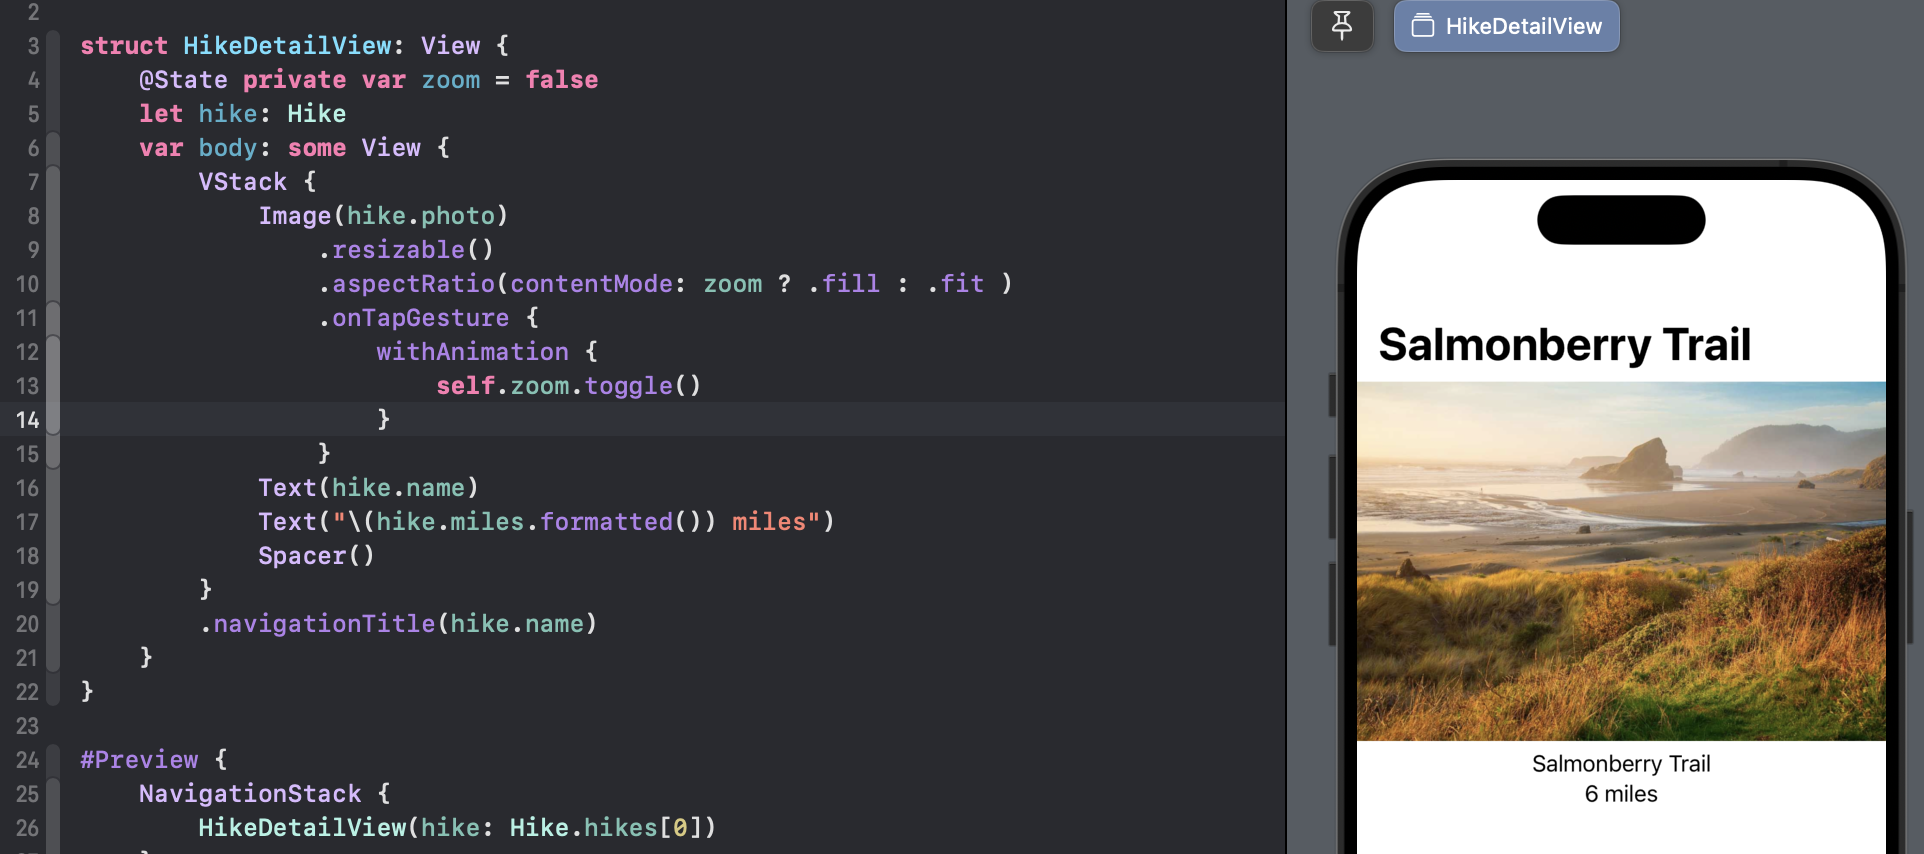 2
3 struct HikeDetailView: View {
4 @State private var zoom = false
5 let hike: Hike
6 var body: some View {
7 VStack {
8 Image(hike.photo)
9 .resizable()
10 .aspectRatio(contentMode: zoom ? .fill : .fit )
11 .onTapGesture {
12 withAnimation {
13 self.zoom.toggle()
14 }
15 }
16 Text(hike.name)
17 Text("\(hike.miles.formatted()) miles")
18 Spacer()
19 }
20 .navigationTitle(hike.name)
21 }
22 }
23
24 #Preview {
25 NavigationStack {
26 HikeDetailView(hike: Hike.hikes[0])
HikeDetailView
Salmonberry Trail
Salmonberry Trail
6 miles